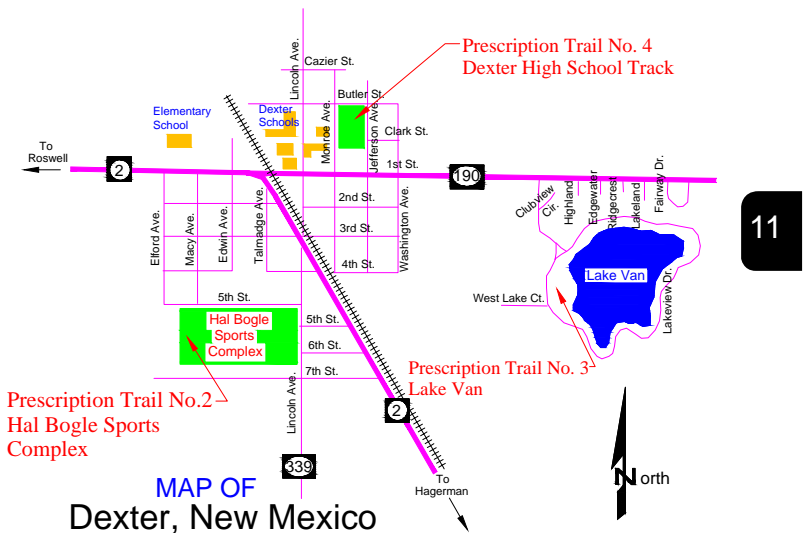 Prescription Trail No. 4
Dexter High School Track
Lincoln Ave.
Cazier St.
Butler St.
Elementary
School
Dexter
Schools
Monroe Ave.
Jefferson Ave.
Clark St.
1st St.
To
Roswell
2
190
2nd St.
3rd St.
4th St.
Elford Ave.
Macy Ave.
Edwin Ave.
Talmadge Ave.
Washington Ave.
Clubview
Clr.
Highland
Edgewater
Ridgecrest
Lakeland
Fairway Dr.
11
Lake Van
West Lake Ct.
Lakeview Dr.
5th St.
Hal Bogle
Sports
Complex
5th St.
6th St.
7th St.
Prescription Trail No. 3
Lake Van
Prescription Trail No.2
Hal Bogle Sports
Complex
Lincoln Ave.
2
339
To
Hagerman
North
MAP OF
Dexter, New Mexico